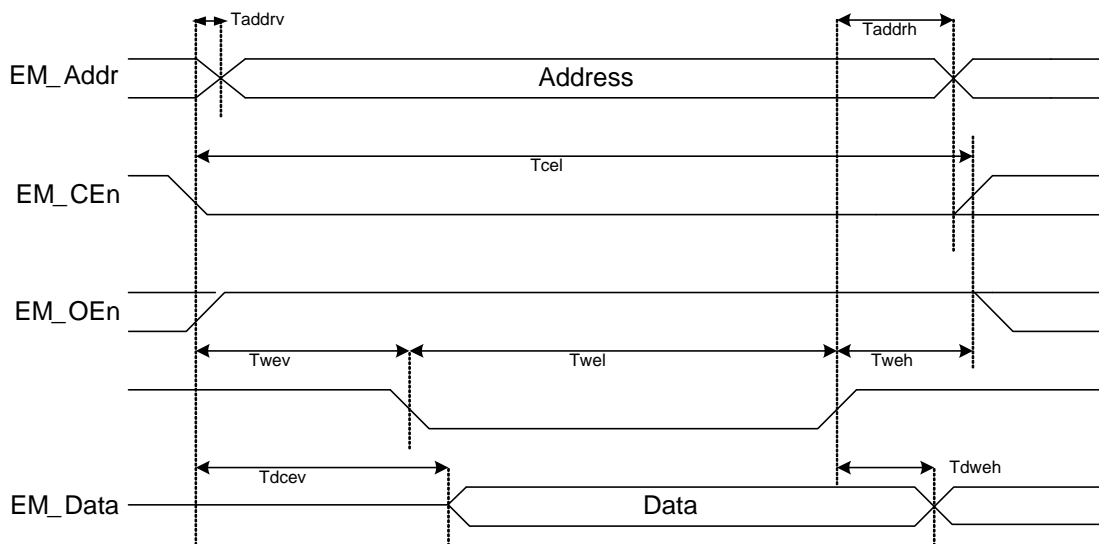 Taddrv
Taddrh
EM_Addr
Address
Tcel
EM_CEn
EM_OEn
Twev
Twel
Tweh
Tdcev
Tdweh
EM_Data
Data